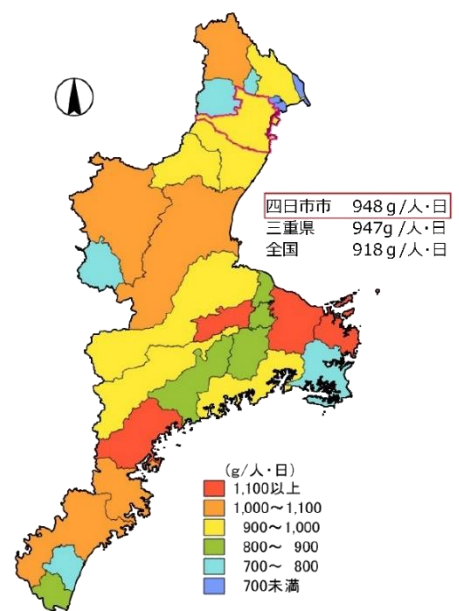 四日市市 948g/人・日
三重県 947g/人・日
全国 918g/人・日
(g/人・日)
1,100以上
1,000～1,100
900～1,000
800～ 900
700～ 800
700未満